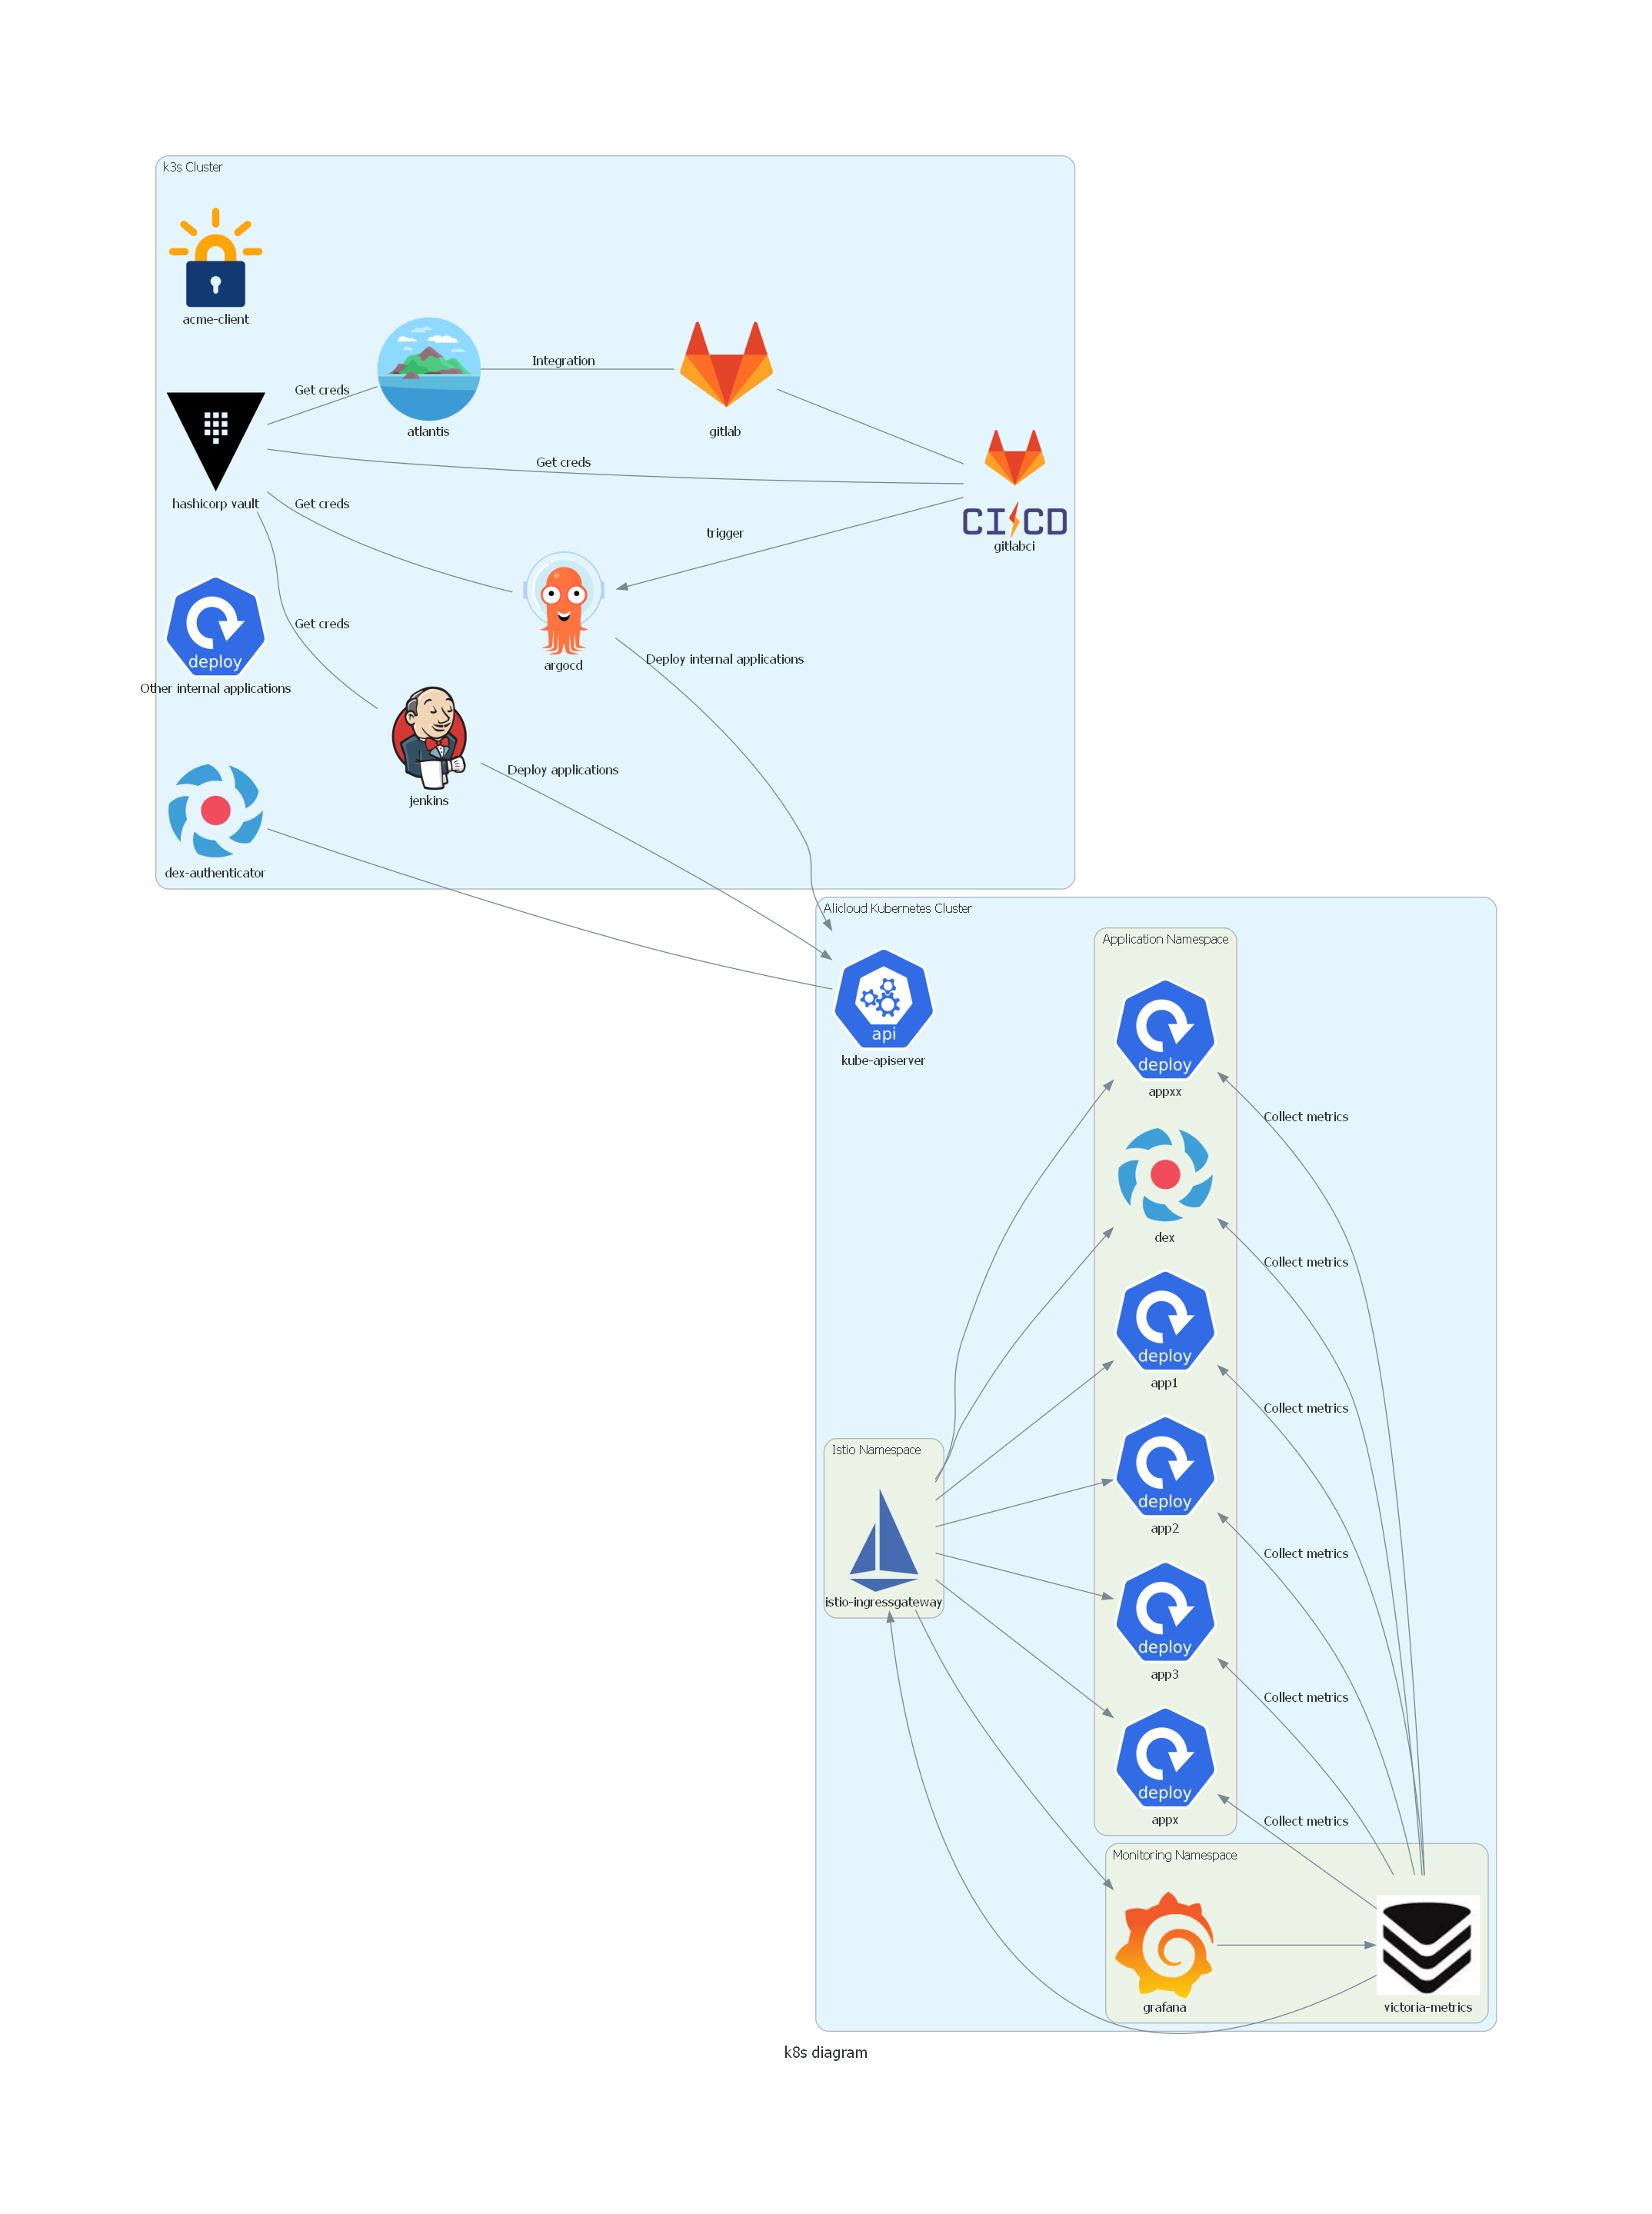 k3s Cluster
acme-client
Integration
Get creds
atlantis
gitlab
Get creds
hashicorp vault
Get creds
CI CD
gitlabci
trigger
Get creds
deploy
Other internal applications
argocd
Deploy internal applications
Deploy applications
jenkins
dex-authenticator
Alicloud Kubernetes Cluster
Application Namespace
api
kube-apiserver
deploy
appxx
Collect metrics
dex
Collect metrics
deploy
app1
Collect metrics
Istio Namespace
deploy
app2
Collect metrics
istio-ingressgateway
deploy
app3
Collect metrics
deploy
appx
Collect metrics
Monitoring Namespace
grafana
victoria-metrics
k8s diagram